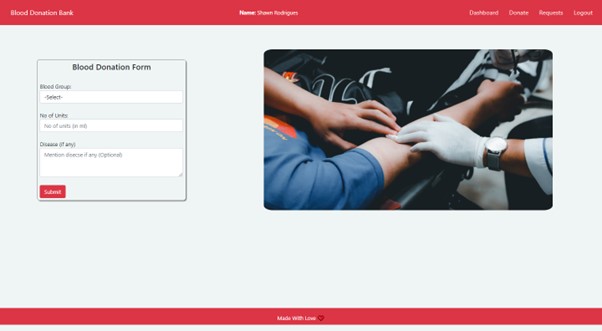 Blood Donation Bank
Name: Shawn Rodrigues
Dashboard Donate Requests Logout
Blood Donation Form
Blood Group:
-Select-
No of Units:
No of units (in ml)
Disease (if any)
Mention disease if any (Optional)
Submit
Made With Love